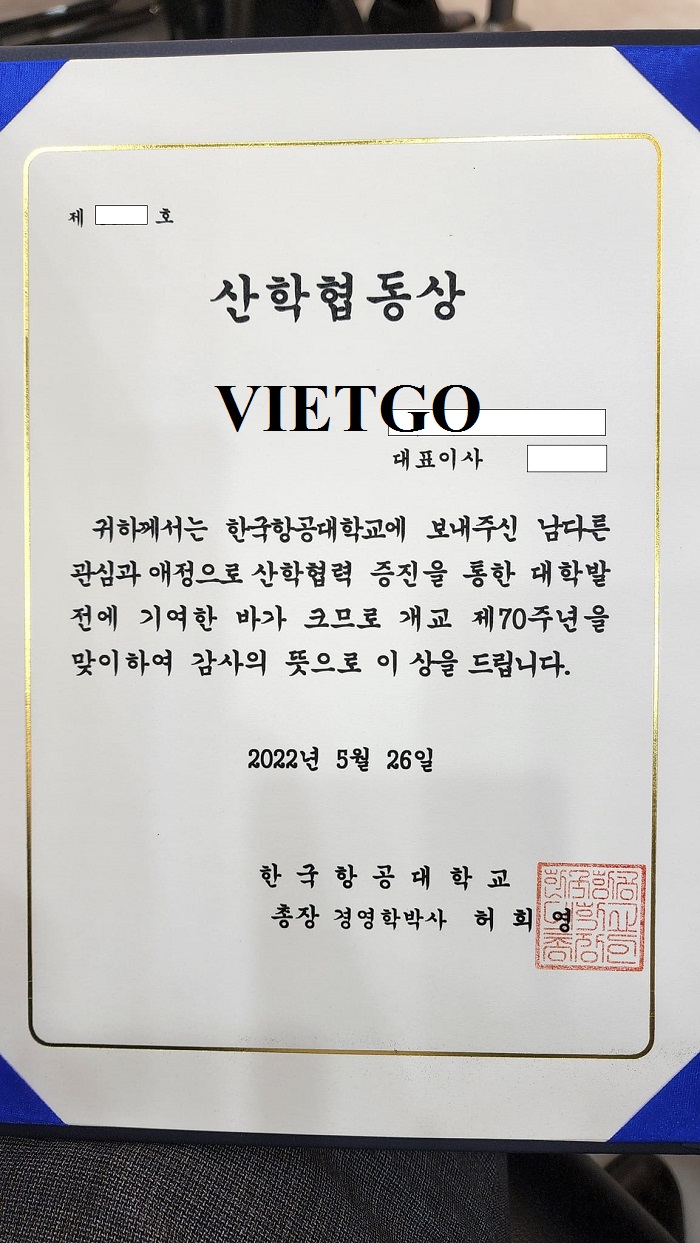 제 호
산학협동상
VIETGO
대표이사
귀하께서는 한국항공대학교에 보내주신 남다른
관심과 애정으로 산학협력 증진을 통한 대학발
전에 기여한 바가 크므로 개교 제70주년을
맞이하여 감사의 뜻으로 이 상을 드립니다.
2022년 5월 26일
한국항공대학교
총장 경영학박사 허희영